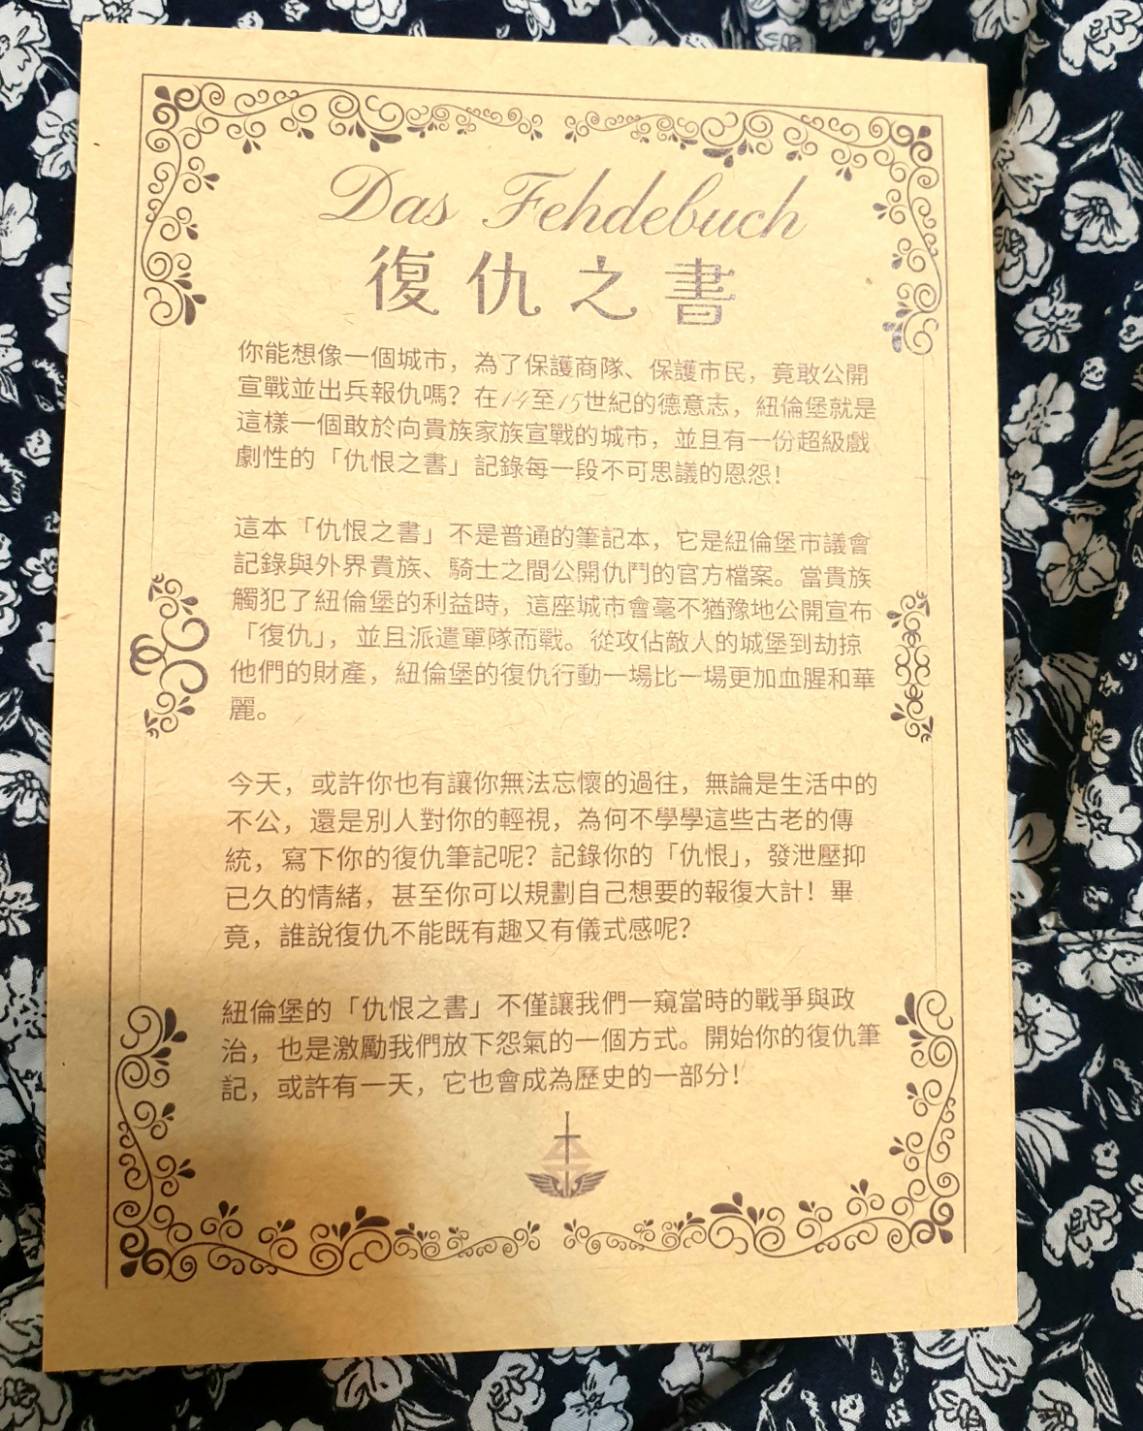 Das Fehdebuch
復仇之書
你能想像一個城市，為了保護商隊、保護市民，竟敢公開
宣戰並出兵報仇嗎？在14至15世紀的德意志，紐倫堡就是
這樣一個敢於向貴族家族宣戰的城市，並且有一份超級戲
劇性的「仇恨之書」記錄每一段不可思議的恩怨！
這本「仇恨之書」不是普通的筆記本，它是紐倫堡市議會
記錄與外界貴族、騎士之間公開仇鬥的官方檔案。當貴族
觸犯了紐倫堡的利益時，這座城市會毫不猶豫地公開宣布
「復仇」，並且派遣軍隊而戰。從攻佔敵人的城堡到劫掠
他們的財產，紐倫堡的復仇行動一場比一場更加血腥和華
麗。
今天，或許你也有讓你無法忘懷的過往，無論是生活中的
不公，還是別人對你的輕視，為何不學學這些古老的傳
統，寫下你的復仇筆記呢？記錄你的「仇恨」，發泄壓抑
已久的情緒，甚至你可以規劃自己想要的報復大計！畢
竟，誰說復仇不能既有趣又有儀式感呢？
紐倫堡的「仇恨之書」不僅讓我們一窺當時的戰爭與政
治，也是激勵我們放下怨氣的一個方式。開始你的復仇筆
記，或許有一天，它也會成為歷史的一部分！